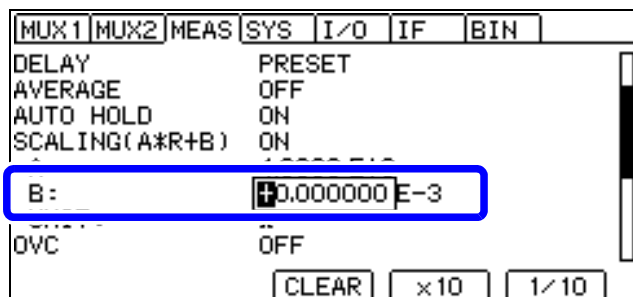 MUX1 MUX2 MEAS SYS I/O IF BIN
DELAY PRESET
AVERAGE OFF
AUTO HOLD ON
SCALING(A*R+B) ON
B: +0.000000 E-3
OVC OFF
CLEAR ×10 1/10